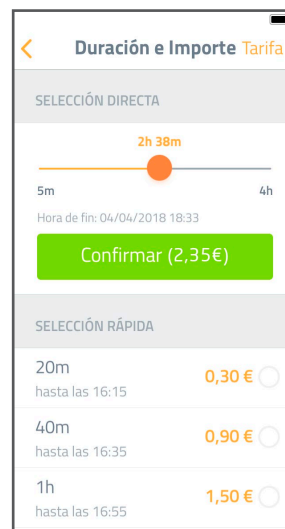 Duración e Importe Tarifa
SELECCIÓN DIRECTA
2h 38m
5m 4h
Hora de fin: 04/04/2018 18:33
Confirmar (2,35€)
SELECCIÓN RÁPIDA
20m
hasta las 16:15
0,30 €
40m
hasta las 16:35
0,90 €
1h
hasta las 16:55
1,50 €